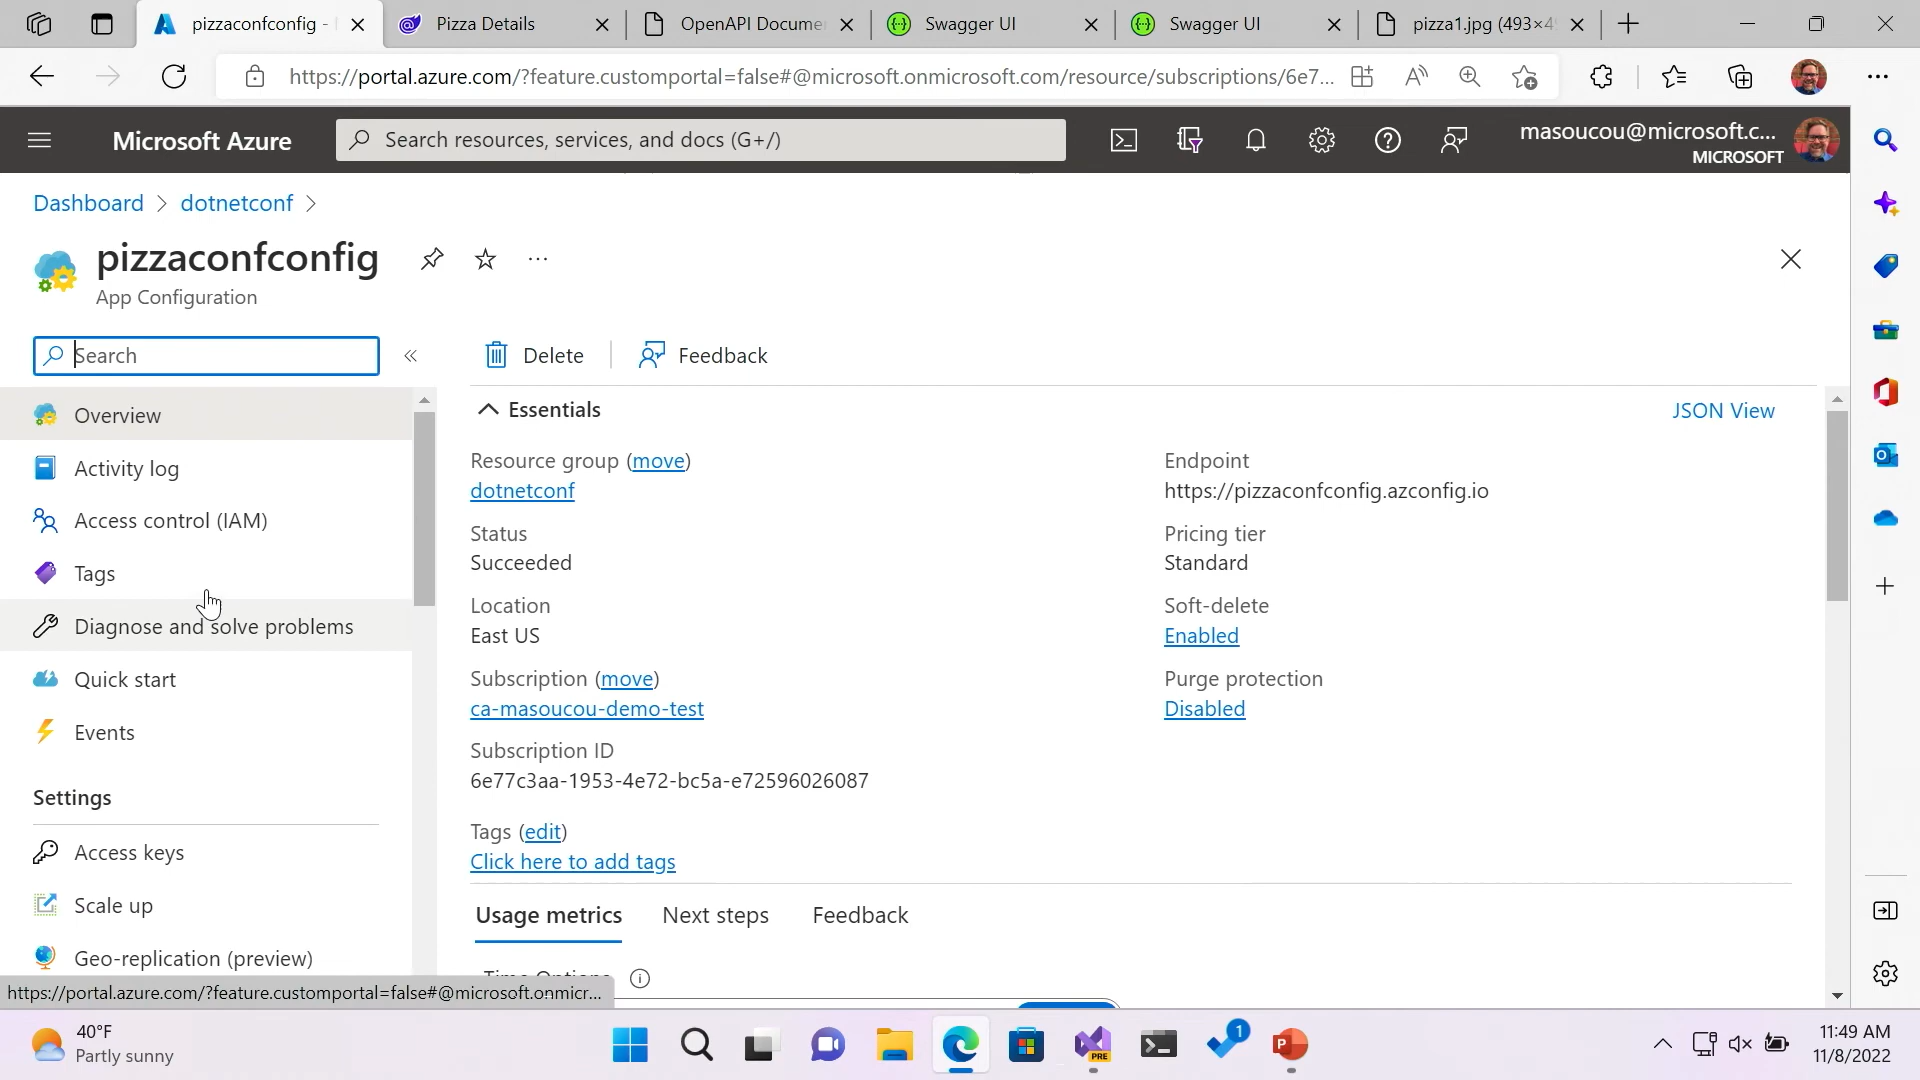 pizzaconfconfig -
Pizza Details
OpenAPI Docume
Swagger UI
Swagger UI
pizza1.jpg (493×4
https://portal.azure.com/?feature.customportal=false#@microsoft.onmicrosoft.com/resource/subscriptions/6e7...
Microsoft Azure
Search resources, services, and docs (G+/)
masoucou@microsoft.c...
MICROSOFT
Dashboard > dotnetconf >
pizzaconfconfig
App Configuration
Search
Delete
Feedback
Overview
Activity log
Access control (IAM)
Tags
Diagnose and solve problems
Quick start
Events
Settings
Access keys
Scale up
Geo-replication (preview)
Essentials
JSON View
Resource group (move)
dotnetconf
Status
Succeeded
Location
East US
Subscription (move)
ca-masoucou-demo-test
Subscription ID
6e77c3aa-1953-4e72-bc5a-e72596026087
Tags (edit)
Click here to add tags
Endpoint
https://pizzaconfconfig.azconfig.io
Pricing tier
Standard
Soft-delete
Enabled
Purge protection
Disabled
Usage metrics
Next steps
Feedback
Time Options
https://portal.azure.com/?feature.customportal=false#@microsoft.onmicr...
40°F
Partly sunny
PRE
1
11:49 AM
11/8/2022